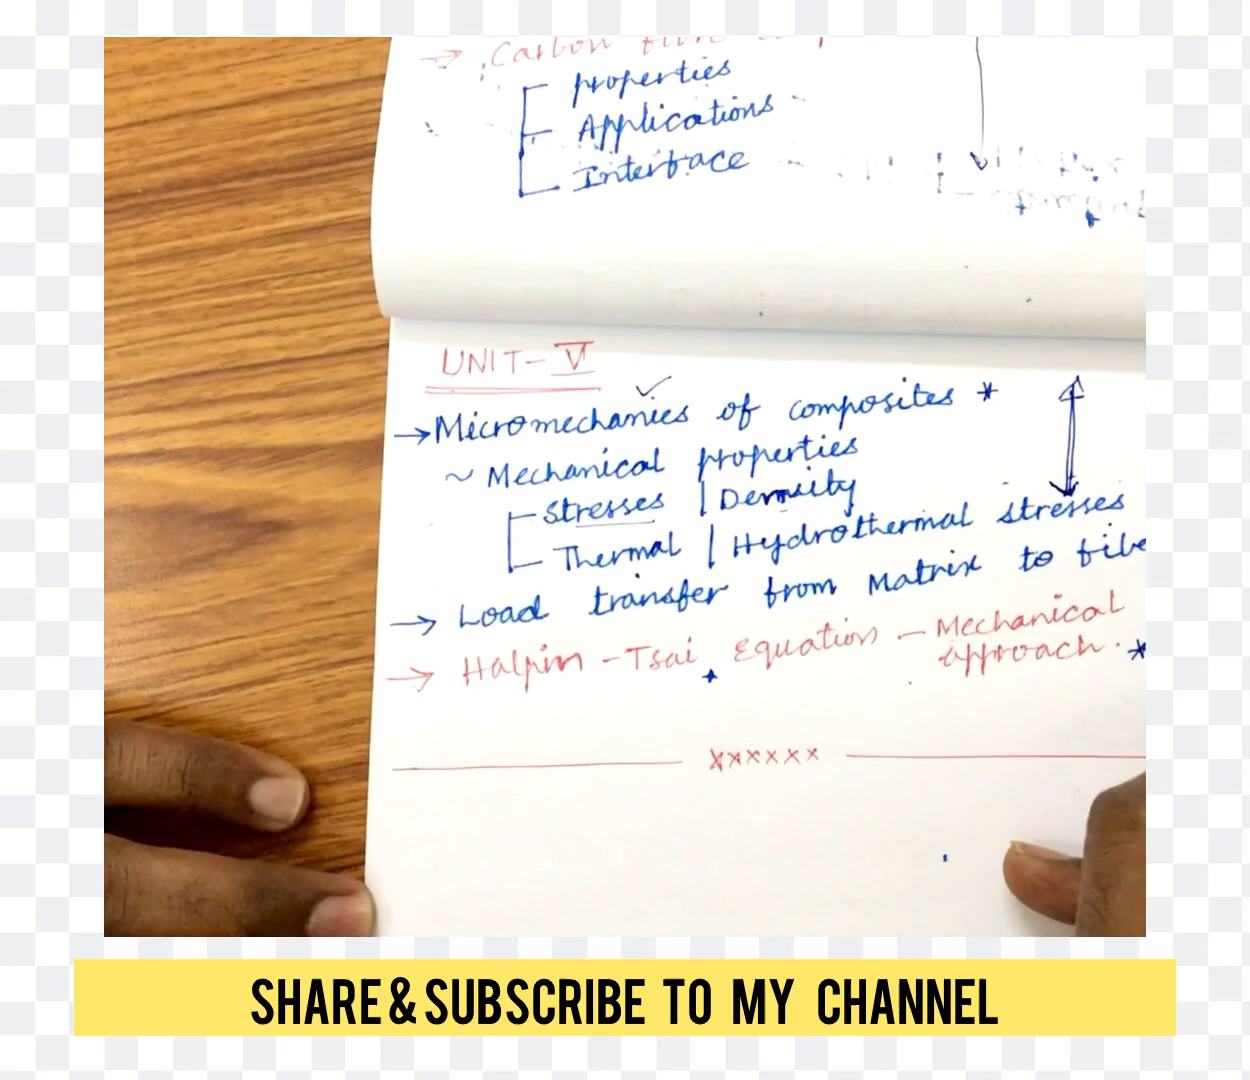 → Carbon
properties
Applications
Interface
UNIT-V
→ Micromechanics of composites *
~ Mechanical properties
Stresses | Density
Thermal | Hydrothermal stresses
→ Load transfer from Matrix to fibe
→ Halpin-Tsai Equation - Mechanical
approach. *
xxxxxx
SHARE & SUBSCRIBE TO MY CHANNEL